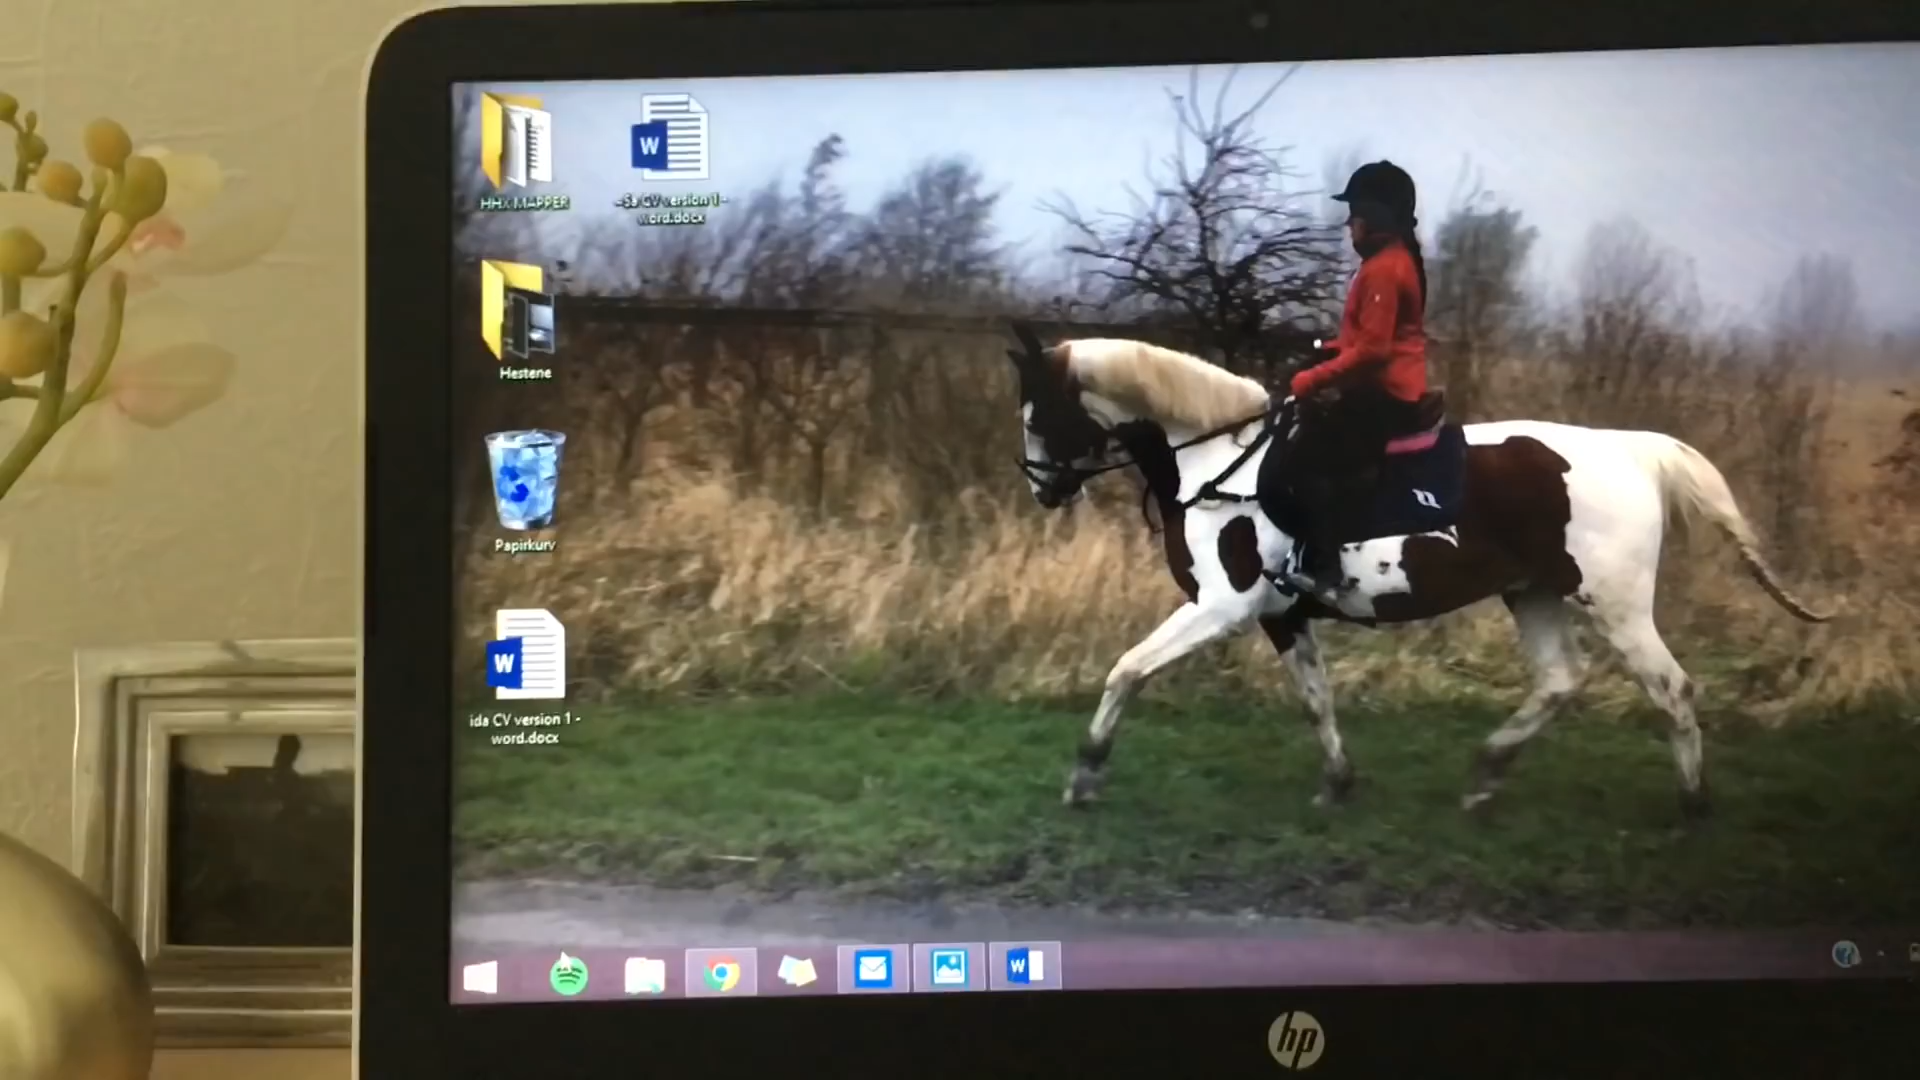 HHX MAPPER
CV version 1 -
word.docx
Hestene
Papirkurv
ida CV version 1 -
word.docx
W
W
W
hp